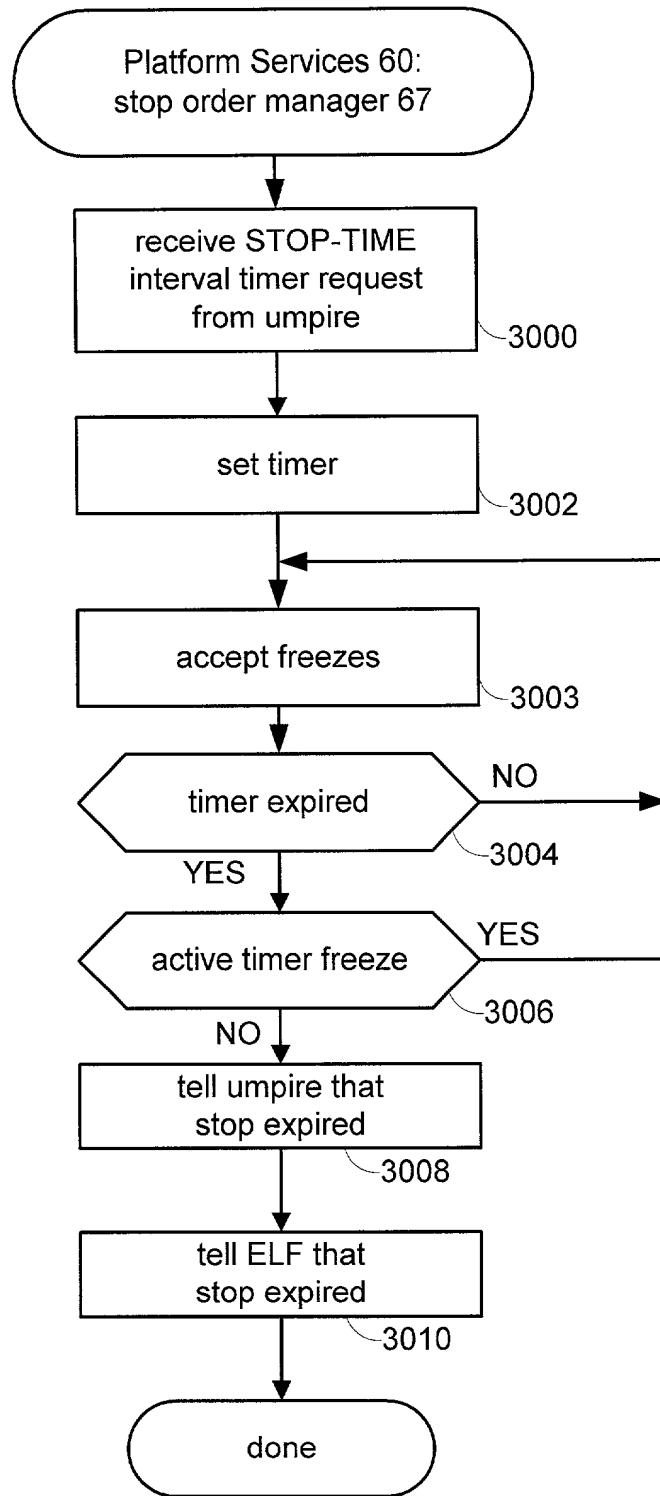 Platform Services 60:
stop order manager 67
receive STOP-TIME
interval timer request
from umpire
3000
set timer
3002
accept freezes
3003
timer expired
NO
3004
YES
active timer freeze
YES
3006
NO
tell umpire that
stop expired
3008
tell ELF that
stop expired
3010
done